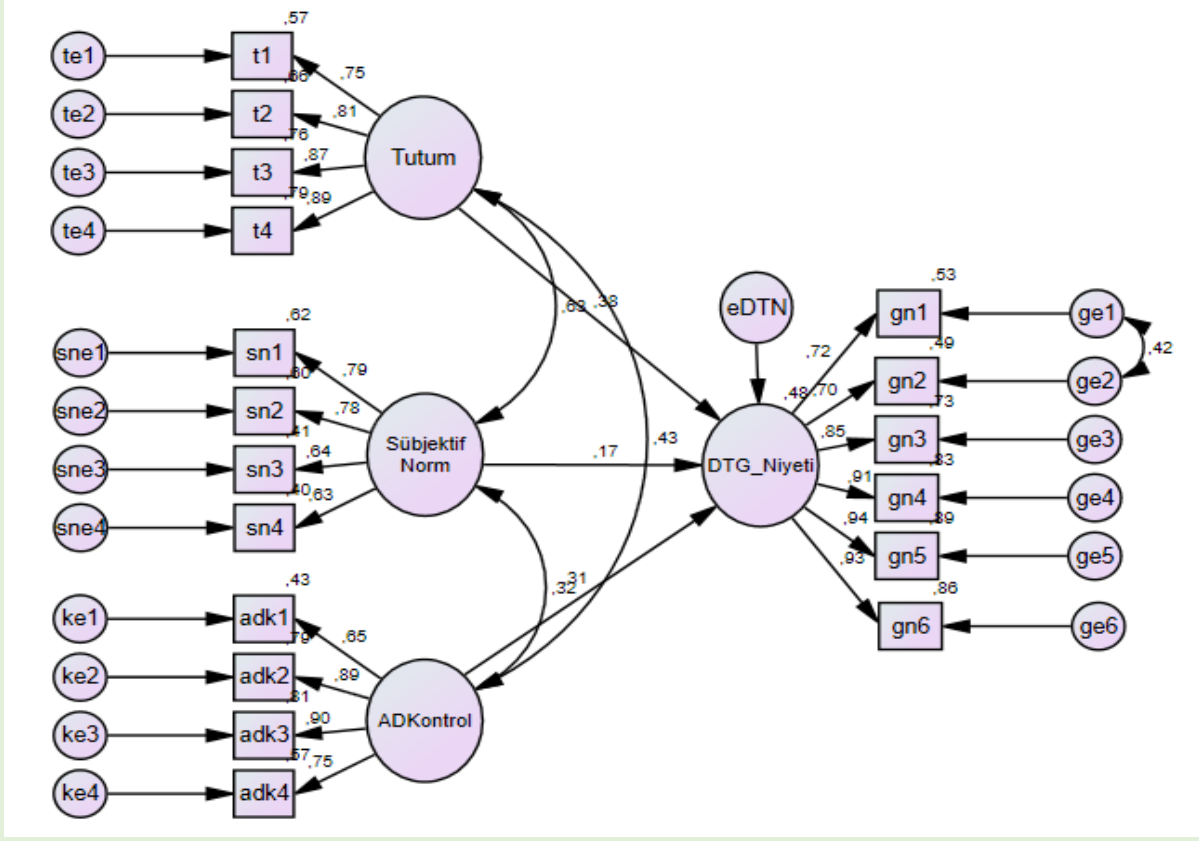 ,57
te1
t1
,75
,66
te2
t2
,81
,76
te3
t3
,87
,79
te4
t4
,89
Tutum
,63
,38
,62
sne1
sn1
,79
,60
sne2
sn2
,78
,41
sne3
sn3
,64
,40
sne4
sn4
,63
Sübjektif
Norm
,17
,43
,32
,31
,43
ke1
adk1
,65
,79
ke2
adk2
,89
,81
ke3
adk3
,90
,57
ke4
adk4
,75
ADKontrol
eDTN
,48
DTG_Niyeti
,53
,72
gn1
ge1
,42
,49
,70
gn2
ge2
,73
,85
gn3
ge3
,83
,91
gn4
ge4
,89
,94
gn5
ge5
,86
,93
gn6
ge6